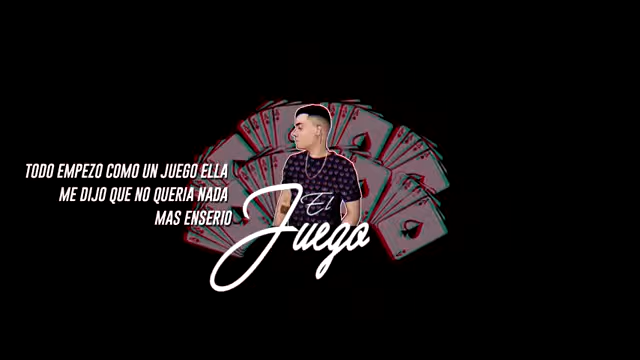 TODO EMPEZO COMO UN JUEGO ELLA
ME DIJO QUE NO QUERIA NADA
MAS ENSERIO
El
Juego